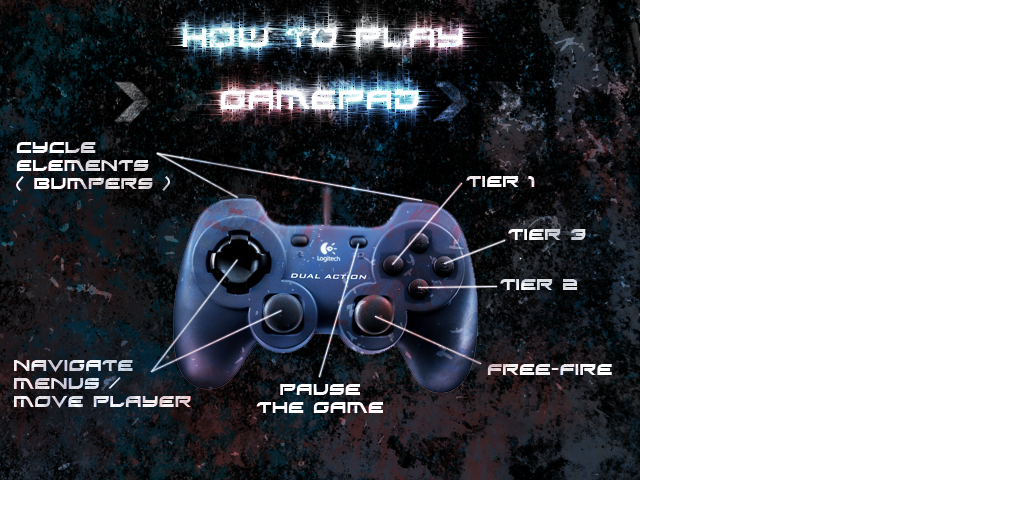 HOW TO PLAY
GAMEPAD
CYCLE
ELEMENTS
( BUMPERS )
TIER 1
TIER 3
TIER 2
Logitech
DUAL ACTION
NAVIGATE
MENUS /
MOVE PLAYER
PAUSE
THE GAME
FREE-FIRE